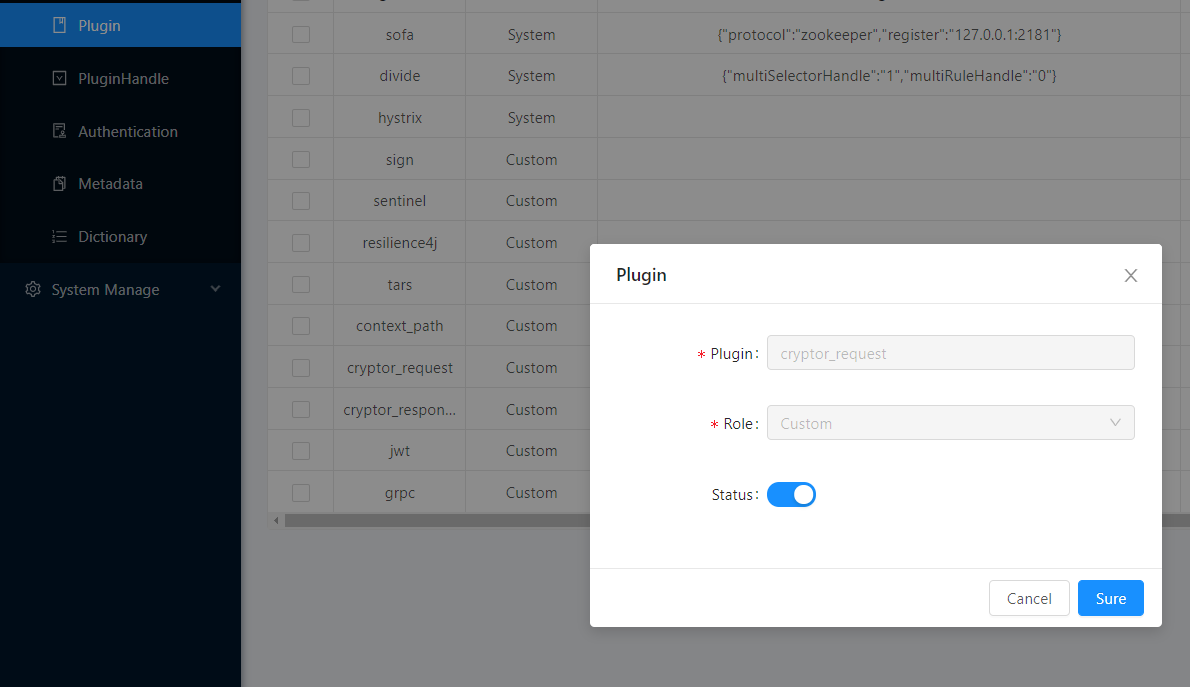 Plugin
PluginHandle
Authentication
Metadata
Dictionary
System Manage
sofa System {"protocol":"zookeeper","register":"127.0.0.1:2181"}
divide System {"multiSelectorHandle":"1","multiRuleHandle":"0"}
hystrix System
sign Custom
sentinel Custom
resilience4j Custom
tars Custom
context_path Custom
cryptor_request Custom
cryptor_respon... Custom
jwt Custom
grpc Custom
Plugin
* Plugin: cryptor_request
* Role: Custom
Status:
Cancel Sure